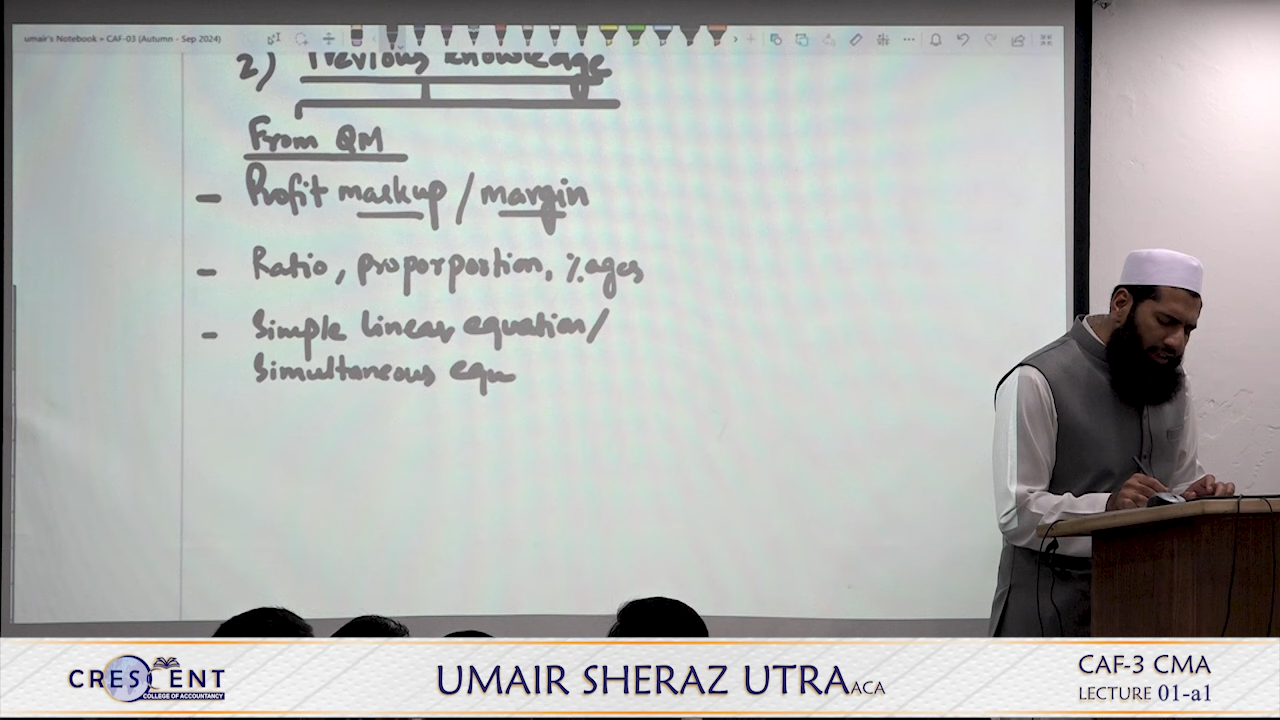 umair's Notebook » CAF-03 (Autumn - Sep 2024)
2) Previous knowledge
From QM
- Profit markup / margin
- Ratio, proporportion, %ages
- Simple linear equation/
Simultaneous equ
CRESCENT
COLLEGE OF ACCOUNTANCY
UMAIR SHERAZ UTRA ACA
CAF-3 CMA
LECTURE 01-a1